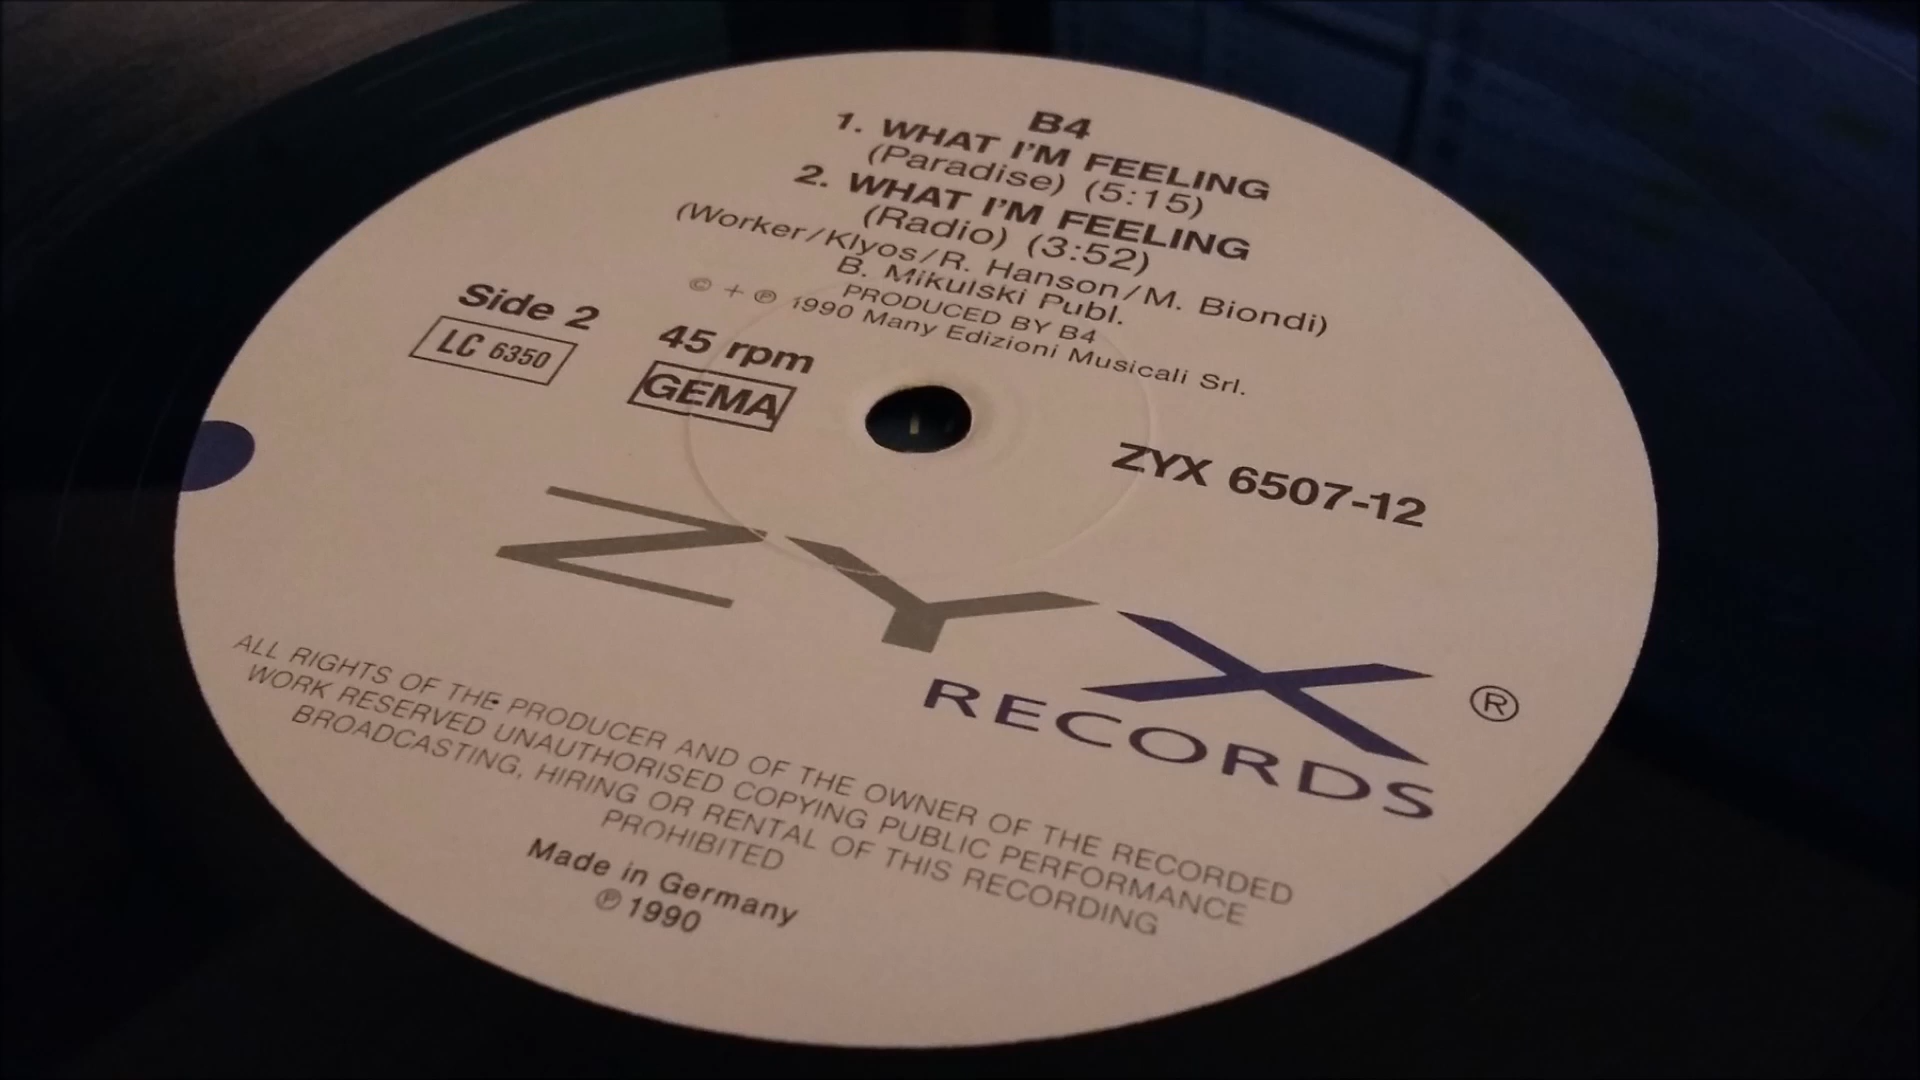 B4
1. WHAT I'M FEELING
(Paradise) (5:15)
2. WHAT I'M FEELING
(Radio) (3:52)
(Worker/Klyos/R. Hanson/M. Biondi)
B. Mikulski Publ.
PRODUCED BY B4
© + ℗ 1990 Many Edizioni Musicali Srl.
Side 2
LC 6350
45 rpm
GEMA
ZYX 6507-12
ZYX ®
RECORDS
ALL RIGHTS OF THE PRODUCER AND OF THE OWNER OF THE RECORDED
WORK RESERVED UNAUTHORISED COPYING PUBLIC PERFORMANCE
BROADCASTING, HIRING OR RENTAL OF THIS RECORDING
PROHIBITED
Made in Germany
℗ 1990